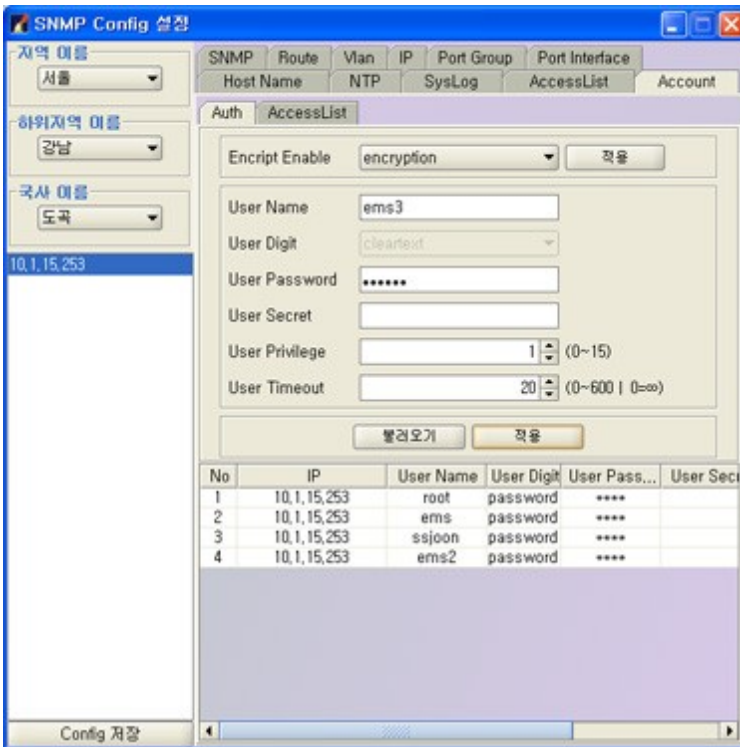 SNMP Config 설정
지역 이름
서울
하위지역 이름
강남
국사 이름
도곡
10,1,15,253
Config 저장
SNMP Route Vlan IP Port Group Port Interface
Host Name NTP SysLog AccessList Account
Auth AccessList
Encript Enable encryption 적용
User Name ems3
User Digit cleartext
User Password ••••••
User Secret
User Privilege 1 (0~15)
User Timeout 20 (0~600 | 0=∞)
불러오기 적용
No IP User Name User Digit User Pass... User Secr
1 10,1,15,253 root password ****
2 10,1,15,253 ems password ****
3 10,1,15,253 ssjoon password ****
4 10,1,15,253 ems2 password ****